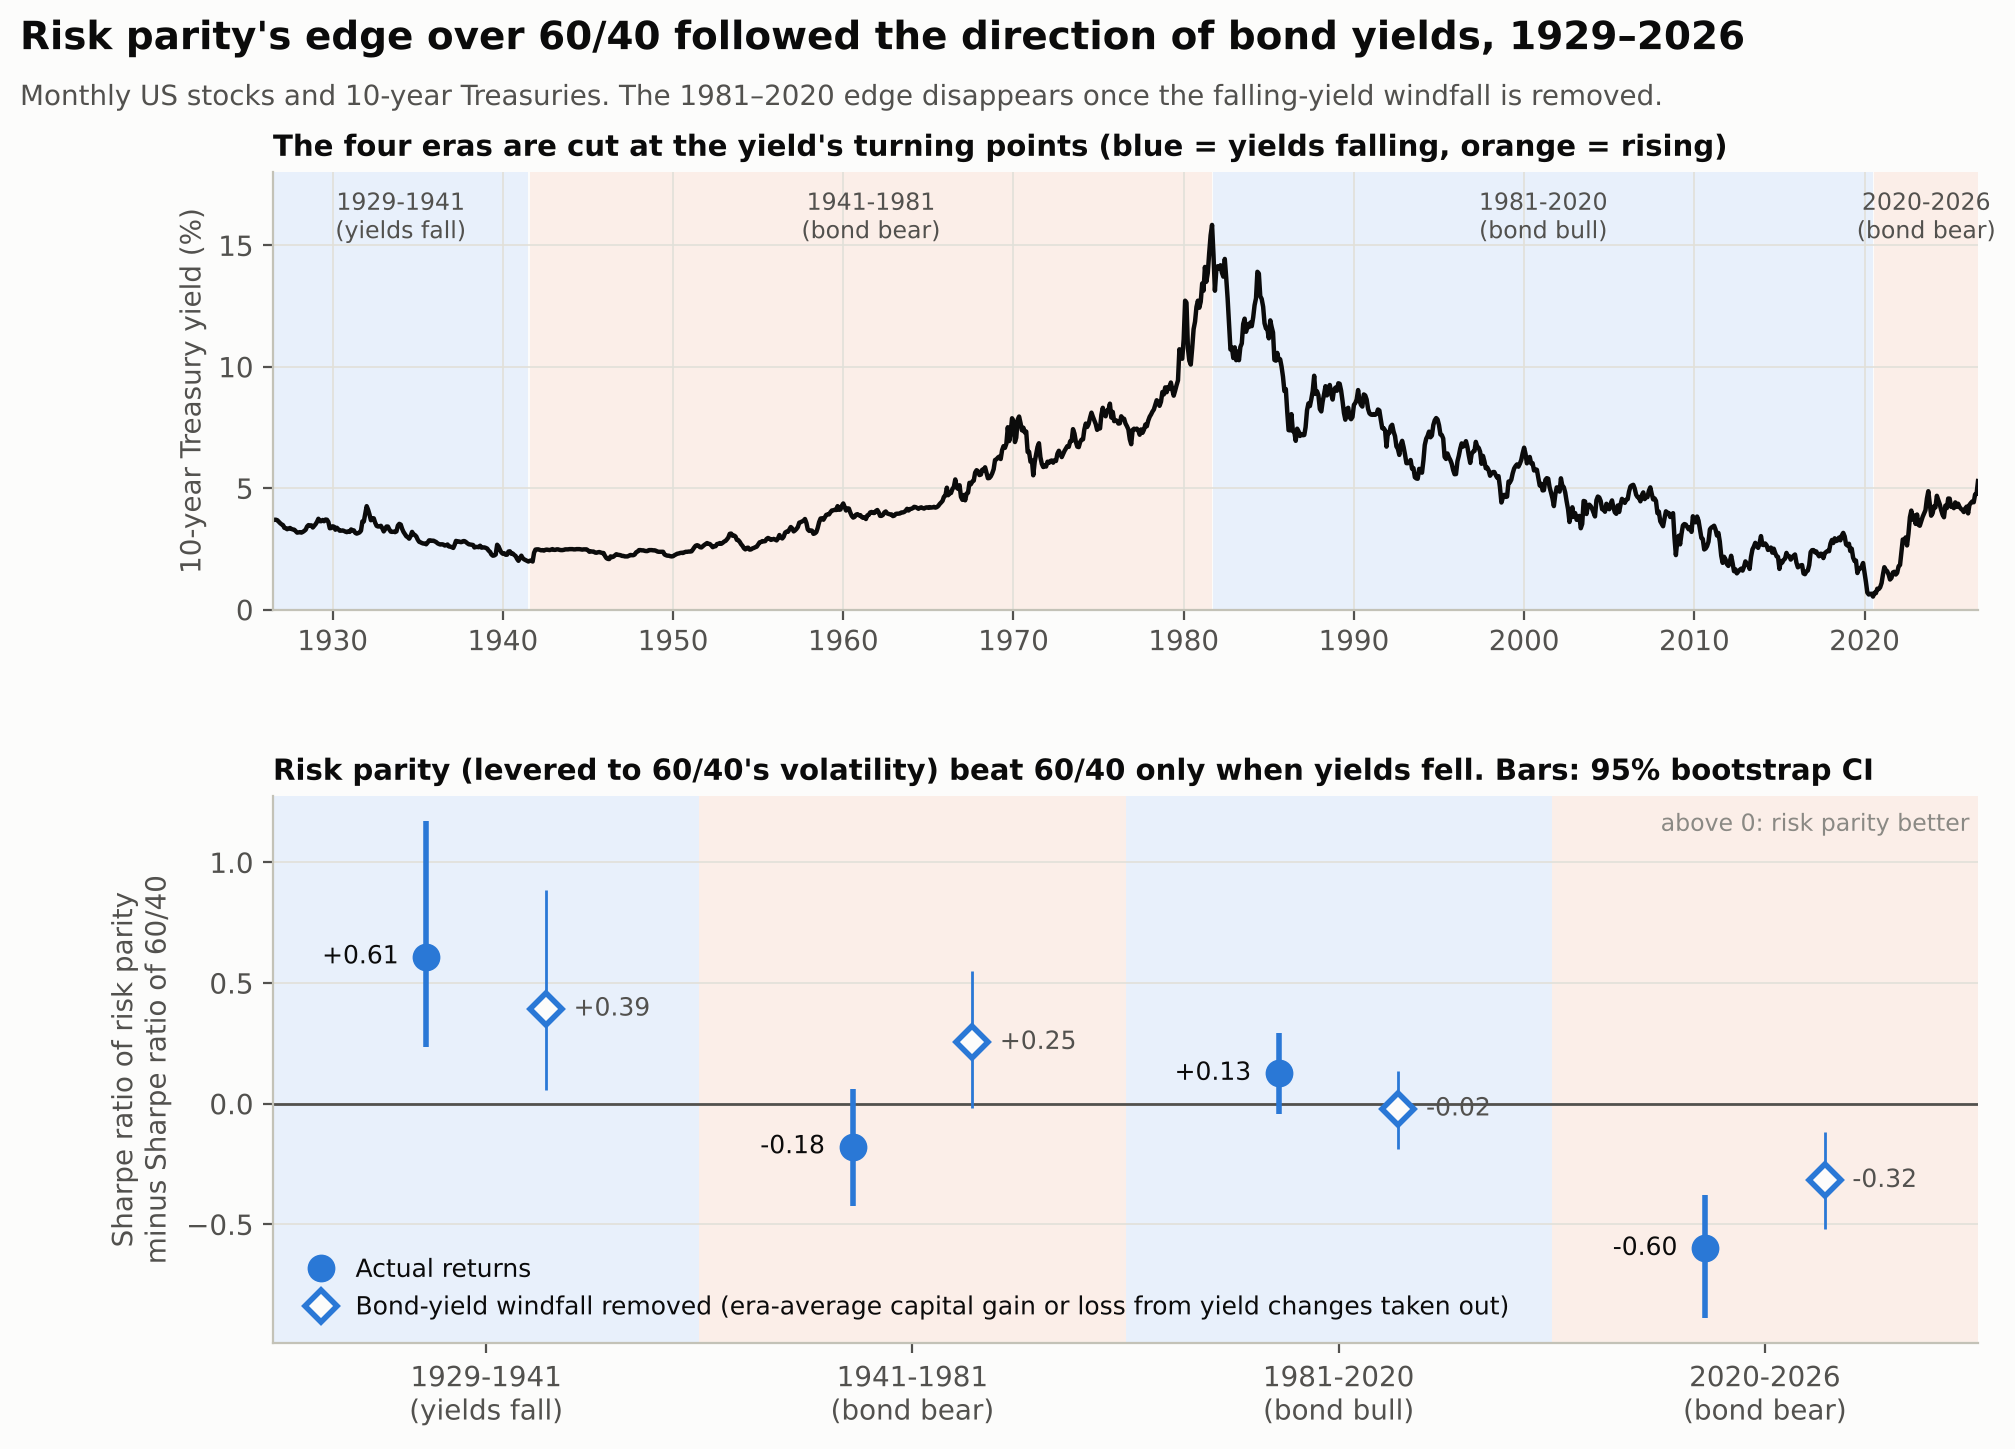 Risk parity's edge over 60/40 followed the direction of bond yields, 1929–2026
Monthly US stocks and 10-year Treasuries. The 1981–2020 edge disappears once the falling-yield windfall is removed.
The four eras are cut at the yield's turning points (blue = yields falling, orange = rising)
10-year Treasury yield (%)
1929-1941
(yields fall)
1941-1981
(bond bear)
1981-2020
(bond bull)
2020-2026
(bond bear)
15
10
5
0
1930 1940 1950 1960 1970 1980 1990 2000 2010 2020
Risk parity (levered to 60/40's volatility) beat 60/40 only when yields fell. Bars: 95% bootstrap CI
Sharpe ratio of risk parity
minus Sharpe ratio of 60/40
above 0: risk parity better
1.0
0.5
0.0
−0.5
+0.61
+0.39
-0.18
+0.25
+0.13
-0.02
-0.60
-0.32
Actual returns
Bond-yield windfall removed (era-average capital gain or loss from yield changes taken out)
1929-1941
(yields fall)
1941-1981
(bond bear)
1981-2020
(bond bull)
2020-2026
(bond bear)